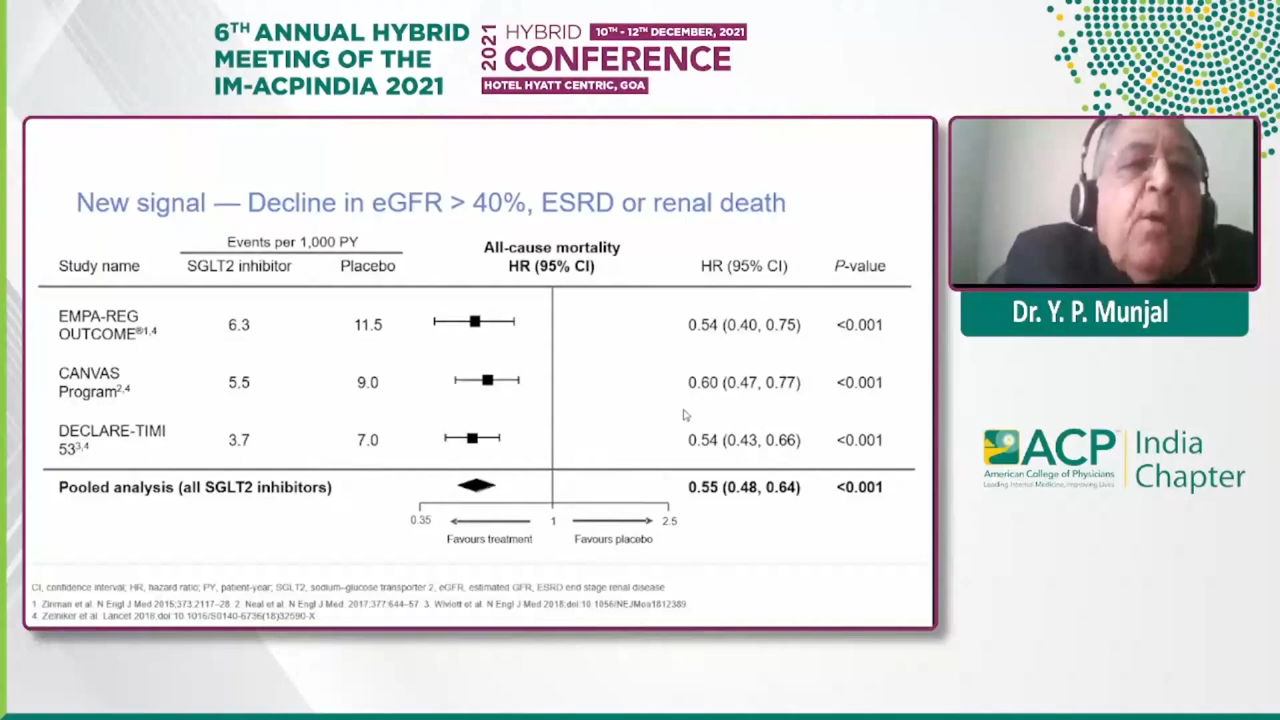 6TH ANNUAL HYBRID
MEETING OF THE
IM-ACPINDIA 2021
2021
HYBRID 10TH - 12TH DECEMBER, 2021
CONFERENCE
HOTEL HYATT CENTRIC, GOA
New signal — Decline in eGFR > 40%, ESRD or renal death
Events per 1,000 PY
All-cause mortality
Study name SGLT2 inhibitor Placebo HR (95% CI) HR (95% CI) P-value
EMPA-REG
OUTCOME®1,4 6.3 11.5 0.54 (0.40, 0.75) <0.001
CANVAS
Program2,4 5.5 9.0 0.60 (0.47, 0.77) <0.001
DECLARE-TIMI
533,4 3.7 7.0 0.54 (0.43, 0.66) <0.001
Pooled analysis (all SGLT2 inhibitors) 0.55 (0.48, 0.64) <0.001
0.35 1 2.5
Favours treatment Favours placebo
CI, confidence interval; HR, hazard ratio; PY, patient-year; SGLT2, sodium–glucose transporter 2, eGFR, estimated GFR, ESRD end stage renal disease
1. Zinman et al. N Engl J Med 2015;373:2117–28. 2. Neal et al. N Engl J Med. 2017;377:644–57 3. Wiviott et al. N Engl J Med 2018;doi:10.1056/NEJMoa1812389
4. Zelniker et al. Lancet 2018.doi:10.1016/S0140-6736(18)32590-X
Dr. Y. P. Munjal
ACP
American College of Physicians
Leading Internal Medicine, Improving Lives
India
Chapter